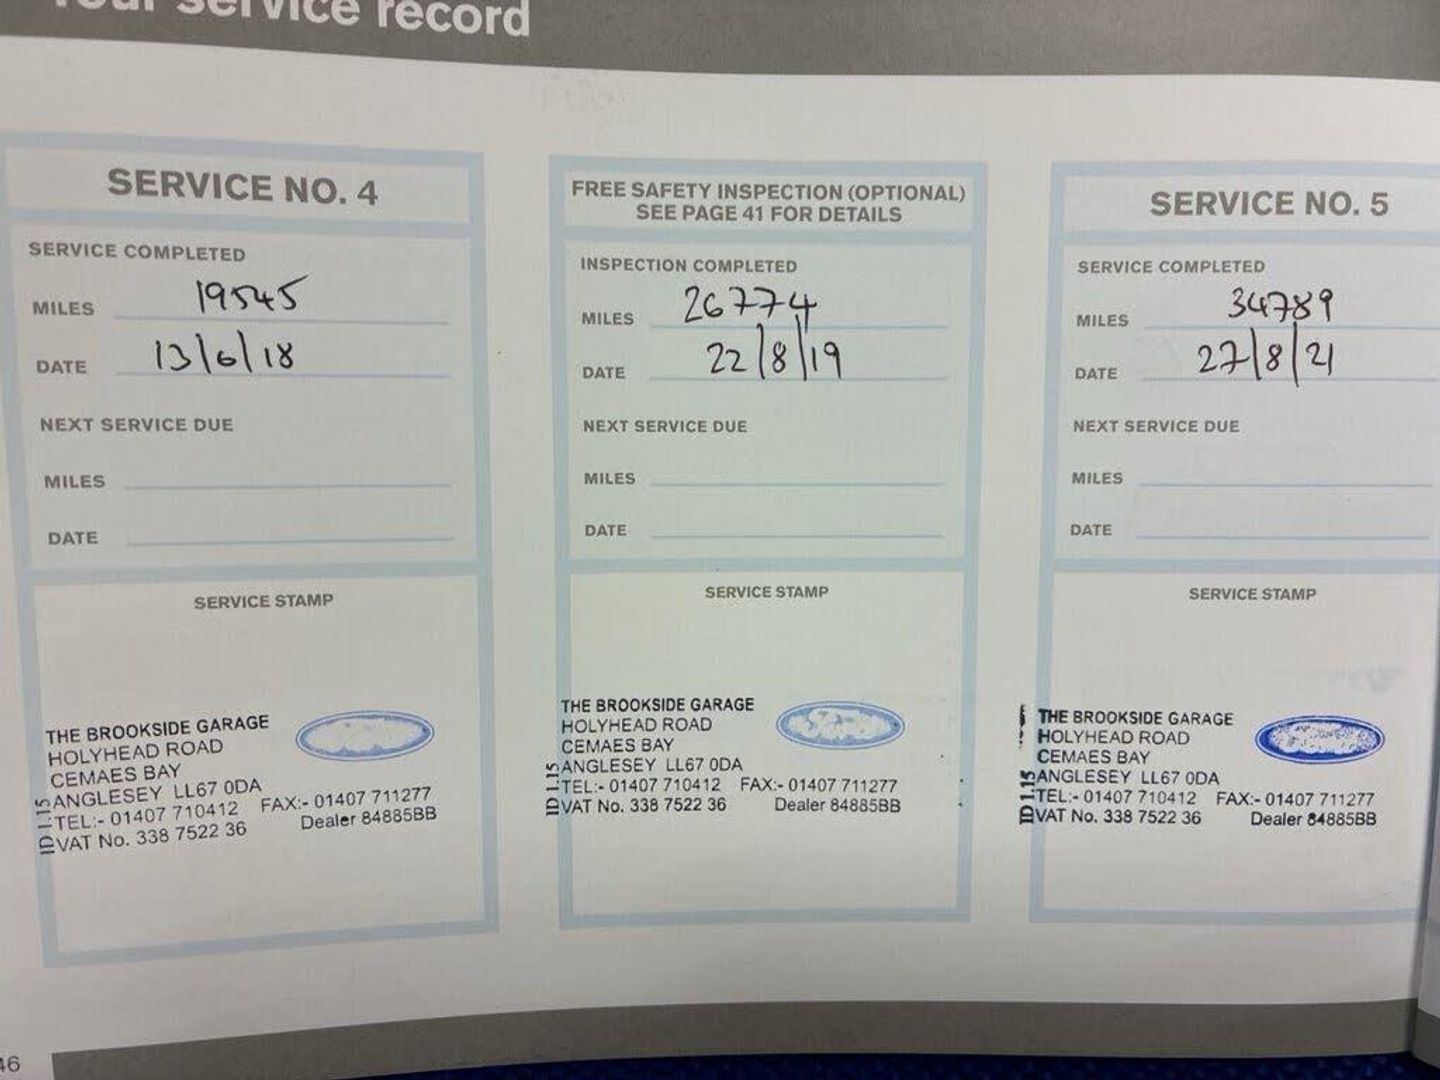 Your service record
SERVICE NO. 4
SERVICE COMPLETED
MILES 19545
DATE 13/6/18
NEXT SERVICE DUE
MILES
DATE
SERVICE STAMP
THE BROOKSIDE GARAGE
HOLYHEAD ROAD
CEMAES BAY
ANGLESEY LL67 0DA
TEL:- 01407 710412 FAX:- 01407 711277
VAT No. 338 7522 36 Dealer 84885BB
ID 1.15
FREE SAFETY INSPECTION (OPTIONAL)
SEE PAGE 41 FOR DETAILS
INSPECTION COMPLETED
MILES 26774
DATE 22/8/19
NEXT SERVICE DUE
MILES
DATE
SERVICE STAMP
THE BROOKSIDE GARAGE
HOLYHEAD ROAD
CEMAES BAY
ANGLESEY LL67 0DA
TEL:- 01407 710412 FAX:- 01407 711277
VAT No. 338 7522 36 Dealer 84885BB
ID 1.15
SERVICE NO. 5
SERVICE COMPLETED
MILES 34789
DATE 27/8/21
NEXT SERVICE DUE
MILES
DATE
SERVICE STAMP
THE BROOKSIDE GARAGE
HOLYHEAD ROAD
CEMAES BAY
ANGLESEY LL67 0DA
TEL:- 01407 710412 FAX:- 01407 711277
VAT No. 338 7522 36 Dealer 84885BB
ID 1.15
46